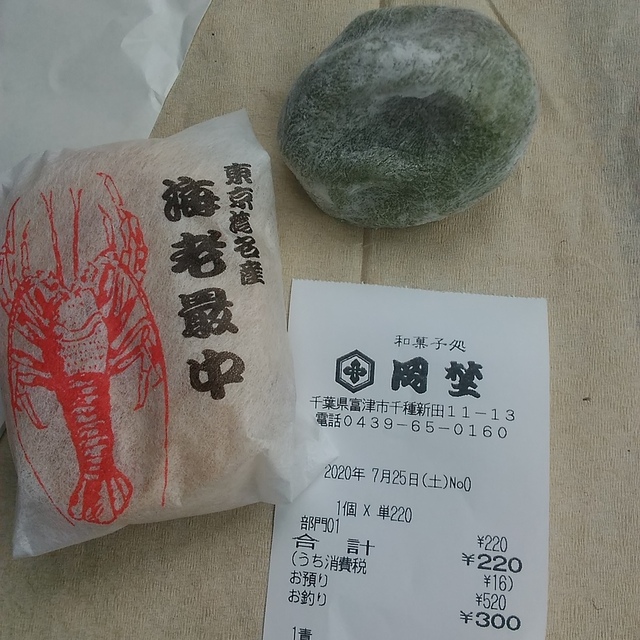 東京湾名産
海老最中
和菓子処
岡埜
千葉県富津市千種新田11-13
電話0439-65-0160
2020年 7月25日(土)No0
1個 X 単220
部門01 ¥220
合 計 ¥220
(うち消費税 ¥16)
お預り ¥520
お釣り ¥300
1青